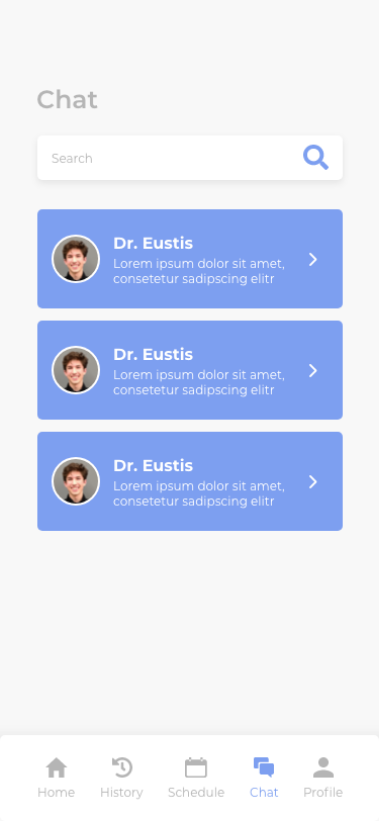 Chat
Search
Dr. Eustis
Lorem ipsum dolor sit amet,
consetetur sadipscing elitr
Dr. Eustis
Lorem ipsum dolor sit amet,
consetetur sadipscing elitr
Dr. Eustis
Lorem ipsum dolor sit amet,
consetetur sadipscing elitr
Home History Schedule Chat Profile